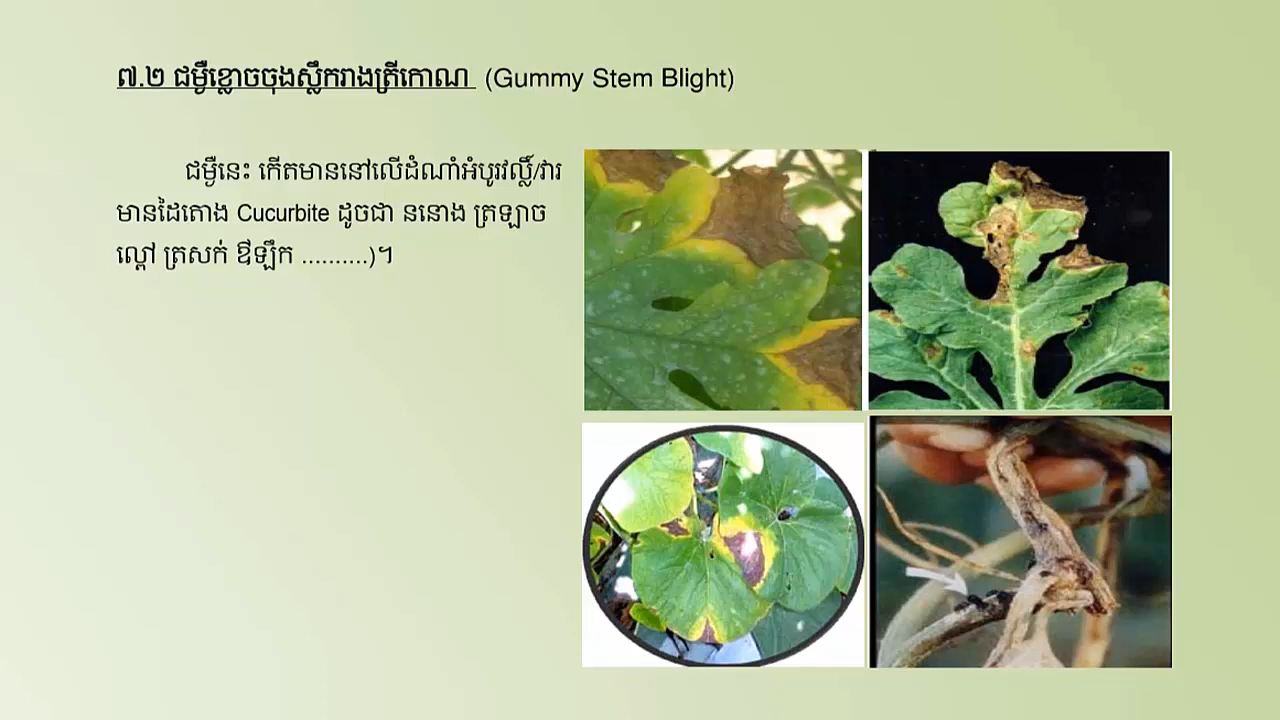 ៧.២ ជម្ងឺខ្លោចចុងស្លឹករាងត្រីកោណ (Gummy Stem Blight)
ជម្ងឺនេះ កើតមាននៅលើដំណាំអំបូរវល្លិ៍/វារ
មានដៃតោង Cucurbite ដូចជា ននោង ត្រឡាច
ល្ពៅ ត្រសក់ ឪឡឹក ..........)។